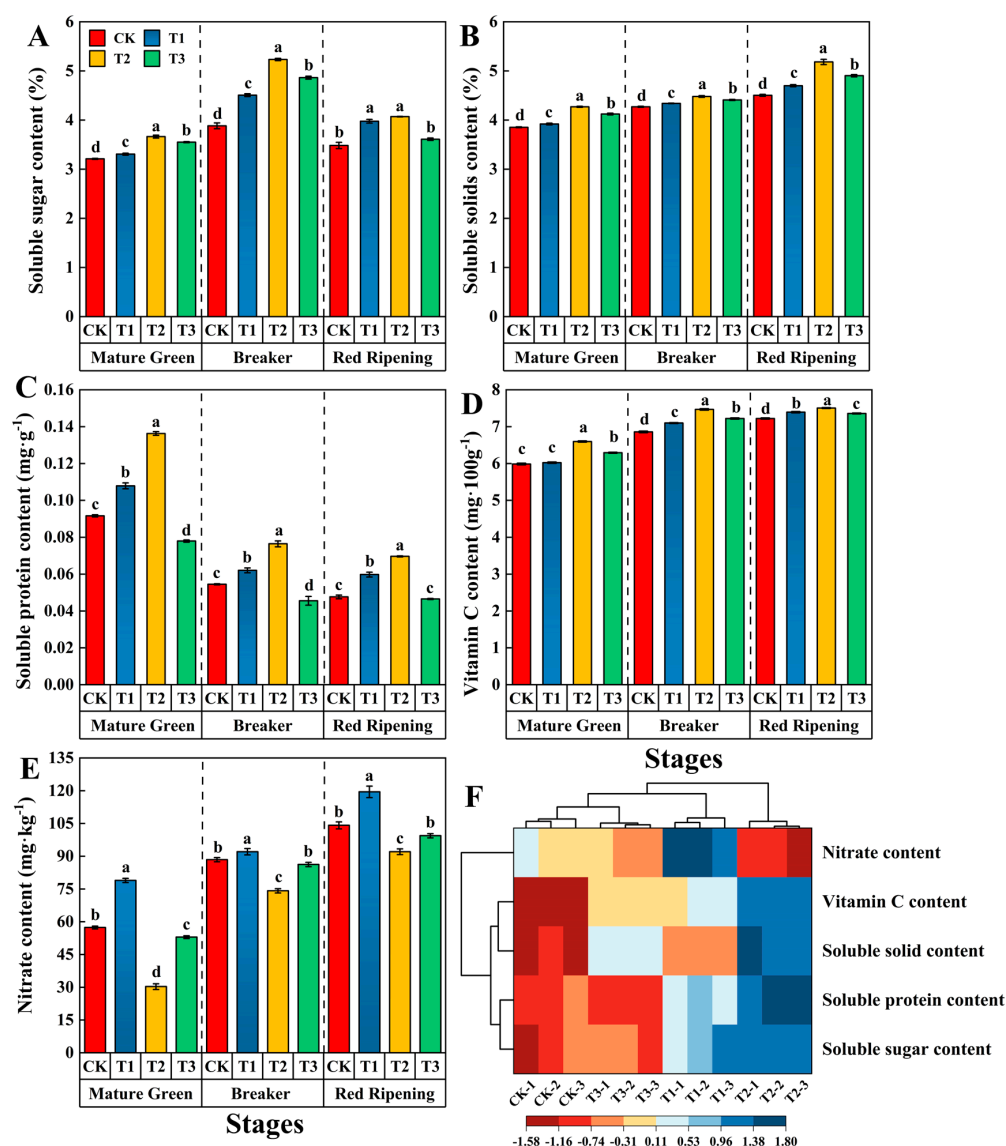 A
CK T1
T2 T3
Soluble sugar content (%)
6
5
4
3
2
1
0
d c a b
d c a b
b a a b
CK T1 T2 T3 CK T1 T2 T3 CK T1 T2 T3
Mature Green Breaker Red Ripening
B
Soluble solids content (%)
6
5
4
3
2
1
0
d c a b
d c a b
d c a b
CK T1 T2 T3 CK T1 T2 T3 CK T1 T2 T3
Mature Green Breaker Red Ripening
C
Soluble protein content (mg·g⁻¹)
0.16
0.14
0.12
0.10
0.08
0.06
0.04
0.02
0.00
c b a d
c b a d
c b a c
CK T1 T2 T3 CK T1 T2 T3 CK T1 T2 T3
Mature Green Breaker Red Ripening
D
Vitamin C content (mg·100g⁻¹)
8
7
6
5
4
3
2
1
0
c c a b
d c a b
d b a c
CK T1 T2 T3 CK T1 T2 T3 CK T1 T2 T3
Mature Green Breaker Red Ripening
Stages
E
Nitrate content (mg·kg⁻¹)
135
120
105
90
75
60
45
30
15
0
b a d c
b a c b
b a c b
CK T1 T2 T3 CK T1 T2 T3 CK T1 T2 T3
Mature Green Breaker Red Ripening
Stages
F
Nitrate content
Vitamin C content
Soluble solid content
Soluble protein content
Soluble sugar content
CK-1 CK-2 CK-3 T3-1 T3-2 T3-3 T1-1 T1-2 T1-3 T2-1 T2-2 T2-3
-1.58 -1.16 -0.74 -0.31 0.11 0.53 0.96 1.38 1.80